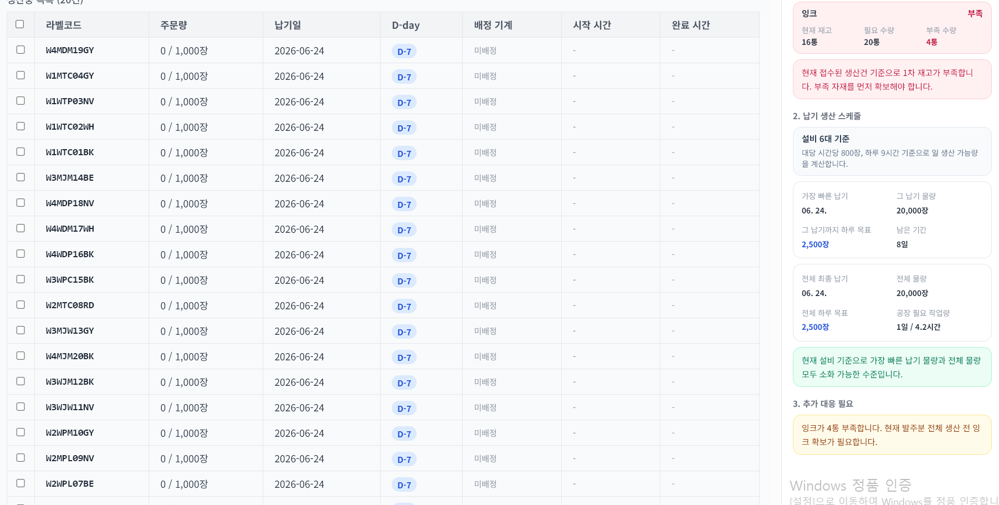 생산중 목록 (20건)
라벨코드 주문량 납기일 D-day 배정 기계 시작 시간 완료 시간
W4MDM19GY 0 / 1,000장 2026-06-24 D-7 미배정 - -
W1MTC04GY 0 / 1,000장 2026-06-24 D-7 미배정 - -
W1WTP03NV 0 / 1,000장 2026-06-24 D-7 미배정 - -
W1WTC02WH 0 / 1,000장 2026-06-24 D-7 미배정 - -
W1WTC01BK 0 / 1,000장 2026-06-24 D-7 미배정 - -
W3MJM14BE 0 / 1,000장 2026-06-24 D-7 미배정 - -
W4MDP18NV 0 / 1,000장 2026-06-24 D-7 미배정 - -
W4WDM17WH 0 / 1,000장 2026-06-24 D-7 미배정 - -
W4WDP16BK 0 / 1,000장 2026-06-24 D-7 미배정 - -
W3WPC15BK 0 / 1,000장 2026-06-24 D-7 미배정 - -
W2MTC08RD 0 / 1,000장 2026-06-24 D-7 미배정 - -
W3MJW13GY 0 / 1,000장 2026-06-24 D-7 미배정 - -
W4MJM20BK 0 / 1,000장 2026-06-24 D-7 미배정 - -
W3WJM12BK 0 / 1,000장 2026-06-24 D-7 미배정 - -
W3WJW11NV 0 / 1,000장 2026-06-24 D-7 미배정 - -
W2WPM10GY 0 / 1,000장 2026-06-24 D-7 미배정 - -
W2MPL09NV 0 / 1,000장 2026-06-24 D-7 미배정 - -
W2WPL07BE 0 / 1,000장 2026-06-24 D-7 미배정 - -
잉크 부족
현재 재고 필요 수량 부족 수량
16통 20통 4통
현재 접수된 생산건 기준으로 1차 재고가 부족합니
다. 부족 자재를 먼저 확보해야 합니다.
2. 납기 생산 스케줄
설비 6대 기준
대당 시간당 800장, 하루 9시간 기준으로 일 생산 가능량
을 계산합니다.
가장 빠른 납기 그 납기 물량
06. 24. 20,000장
그 납기까지 하루 목표 남은 기간
2,500장 8일
전체 최종 납기 전체 물량
06. 24. 20,000장
전체 하루 목표 공장 필요 작업량
2,500장 1일 / 4.2시간
현재 설비 기준으로 가장 빠른 납기 물량과 전체 물량
모두 소화 가능한 수준입니다.
3. 추가 대응 필요
잉크가 4통 부족합니다. 현재 발주분 전체 생산 전 잉
크 확보가 필요합니다.
Windows 정품 인증
[설정]으로 이동하여 Windows를 정품 인증합니